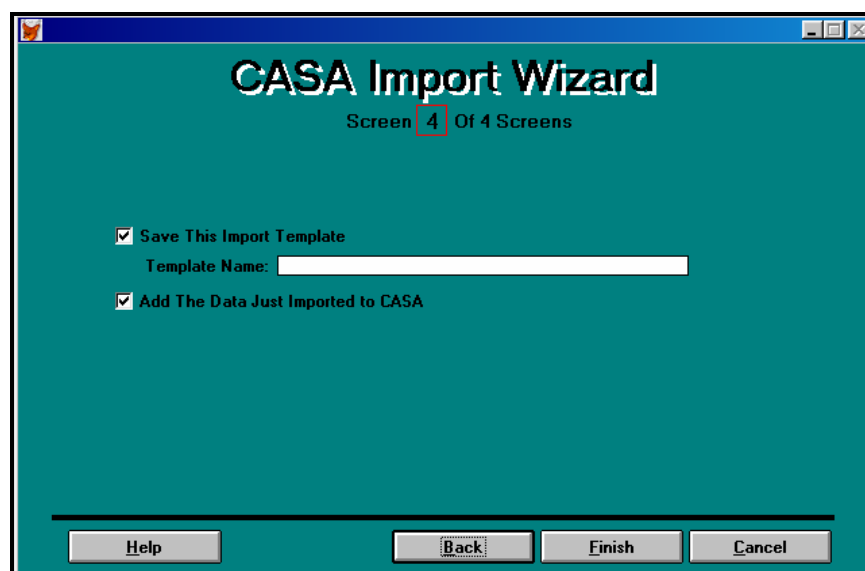 CASA Import Wizard
Screen 4 Of 4 Screens
Save This Import Template
Template Name:
Add The Data Just Imported to CASA
Help Back Finish Cancel